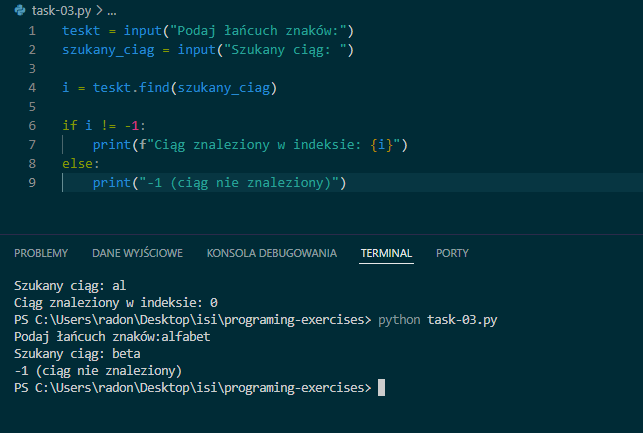 task-03.py > ...
1 teskt = input("Podaj łańcuch znaków:")
2 szukany_ciag = input("Szukany ciąg: ")
3
4 i = teskt.find(szukany_ciag)
5
6 if i != -1:
7     print(f"Ciąg znaleziony w indeksie: {i}")
8 else:
9     print("-1 (ciąg nie znaleziony)")
PROBLEMY DANE WYJŚCIOWE KONSOLA DEBUGOWANIA TERMINAL PORTY
Szukany ciąg: al
Ciąg znaleziony w indeksie: 0
PS C:\Users\radon\Desktop\isi\programing-exercises> python task-03.py
Podaj łańcuch znaków:alfabet
Szukany ciąg: beta
-1 (ciąg nie znaleziony)
PS C:\Users\radon\Desktop\isi\programing-exercises>